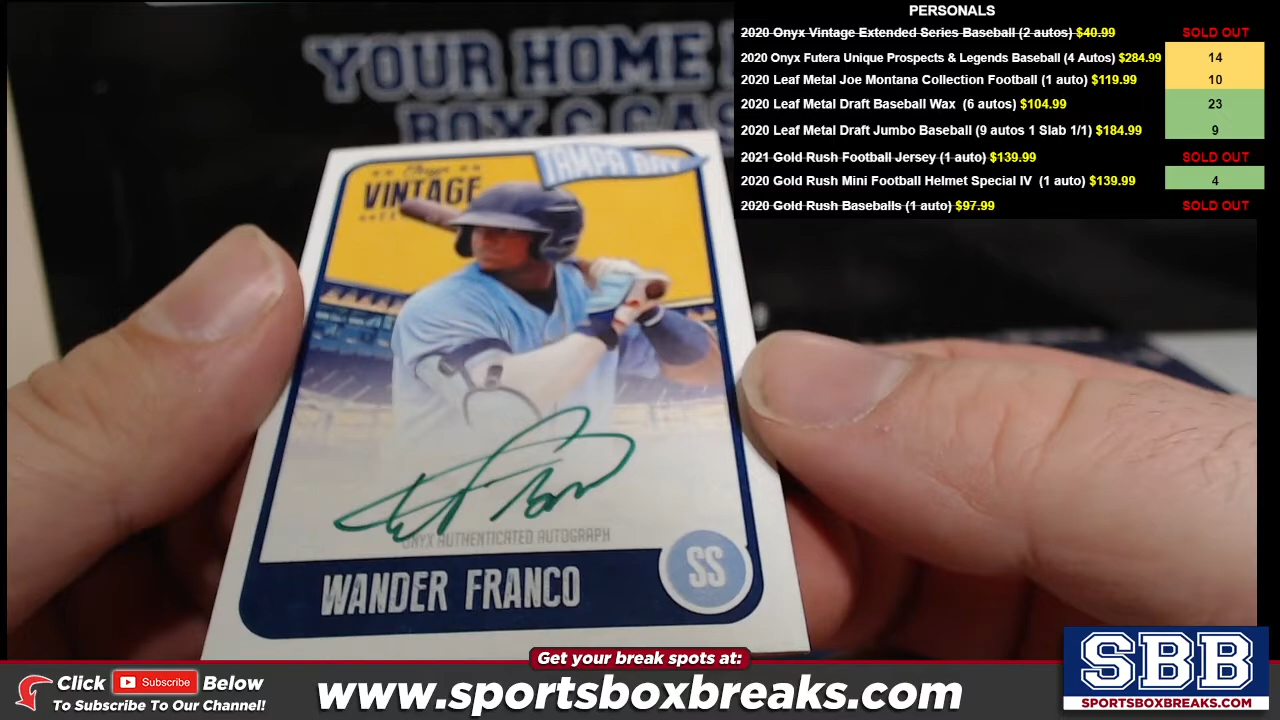 PERSONALS
2020 Onyx Vintage Extended Series Baseball (2 autos) $40.99 SOLD OUT
2020 Onyx Futera Unique Prospects & Legends Baseball (4 Autos) $284.99 14
2020 Leaf Metal Joe Montana Collection Football (1 auto) $119.99 10
2020 Leaf Metal Draft Baseball Wax (6 autos) $104.99 23
2020 Leaf Metal Draft Jumbo Baseball (9 autos 1 Slab 1/1) $184.99 9
2021 Gold Rush Football Jersey (1 auto) $139.99 SOLD OUT
2020 Gold Rush Mini Football Helmet Special IV (1 auto) $139.99 4
2020 Gold Rush Baseballs (1 auto) $97.99 SOLD OUT
YOUR HOME
BOX &
TAMPA BAY
Onyx
VINTAGE
ONYX AUTHENTICATED AUTOGRAPH
WANDER FRANCO
SS
Get your break spots at:
Click Subscribe Below
To Subscribe To Our Channel!
www.sportsboxbreaks.com
SBB
SPORTSBOXBREAKS.COM